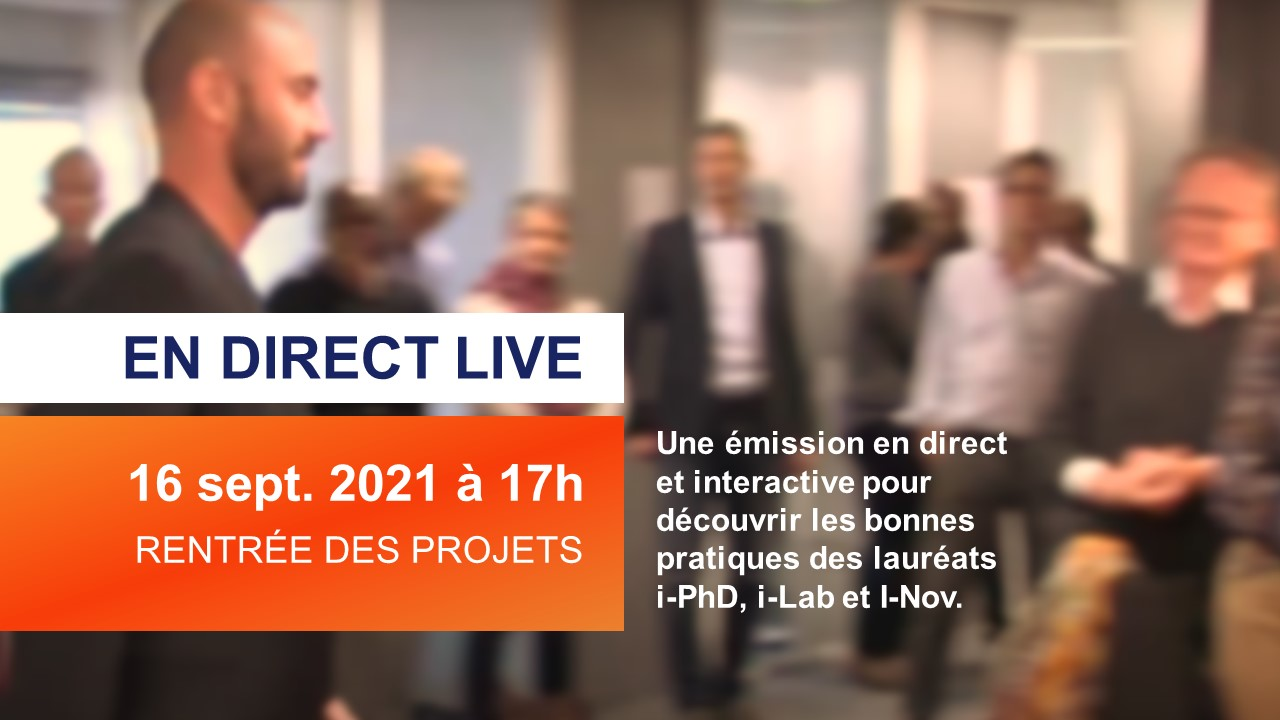 EN DIRECT LIVE
16 sept. 2021 à 17h
RENTRÉE DES PROJETS
Une émission en direct
et interactive pour
découvrir les bonnes
pratiques des lauréats
i-PhD, i-Lab et I-Nov.